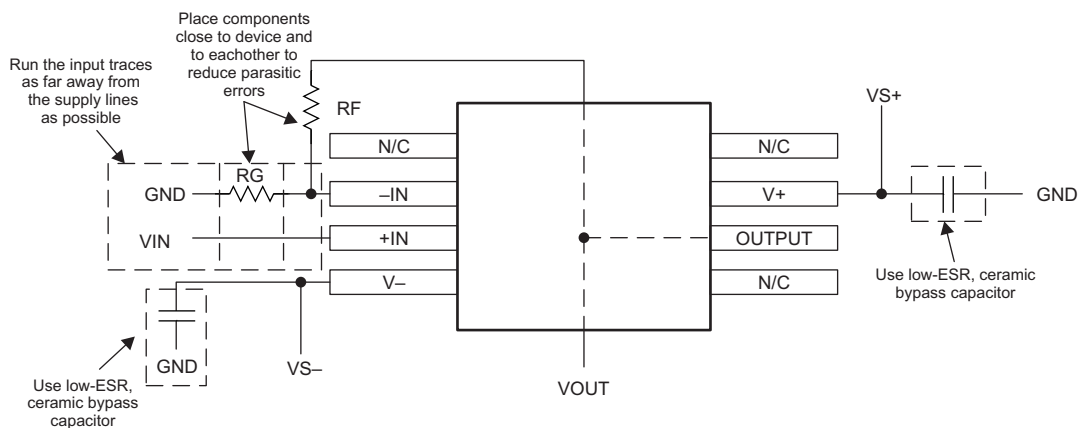 Place components
close to device and
to eachother to
reduce parasitic
errors
Run the input traces
as far away from
the supply lines
as possible
RF
VS+
N/C
N/C
RG
GND
–IN
V+
GND
VIN
+IN
OUTPUT
V–
N/C
Use low-ESR, ceramic
bypass capacitor
GND
VS–
VOUT
Use low-ESR,
ceramic bypass
capacitor